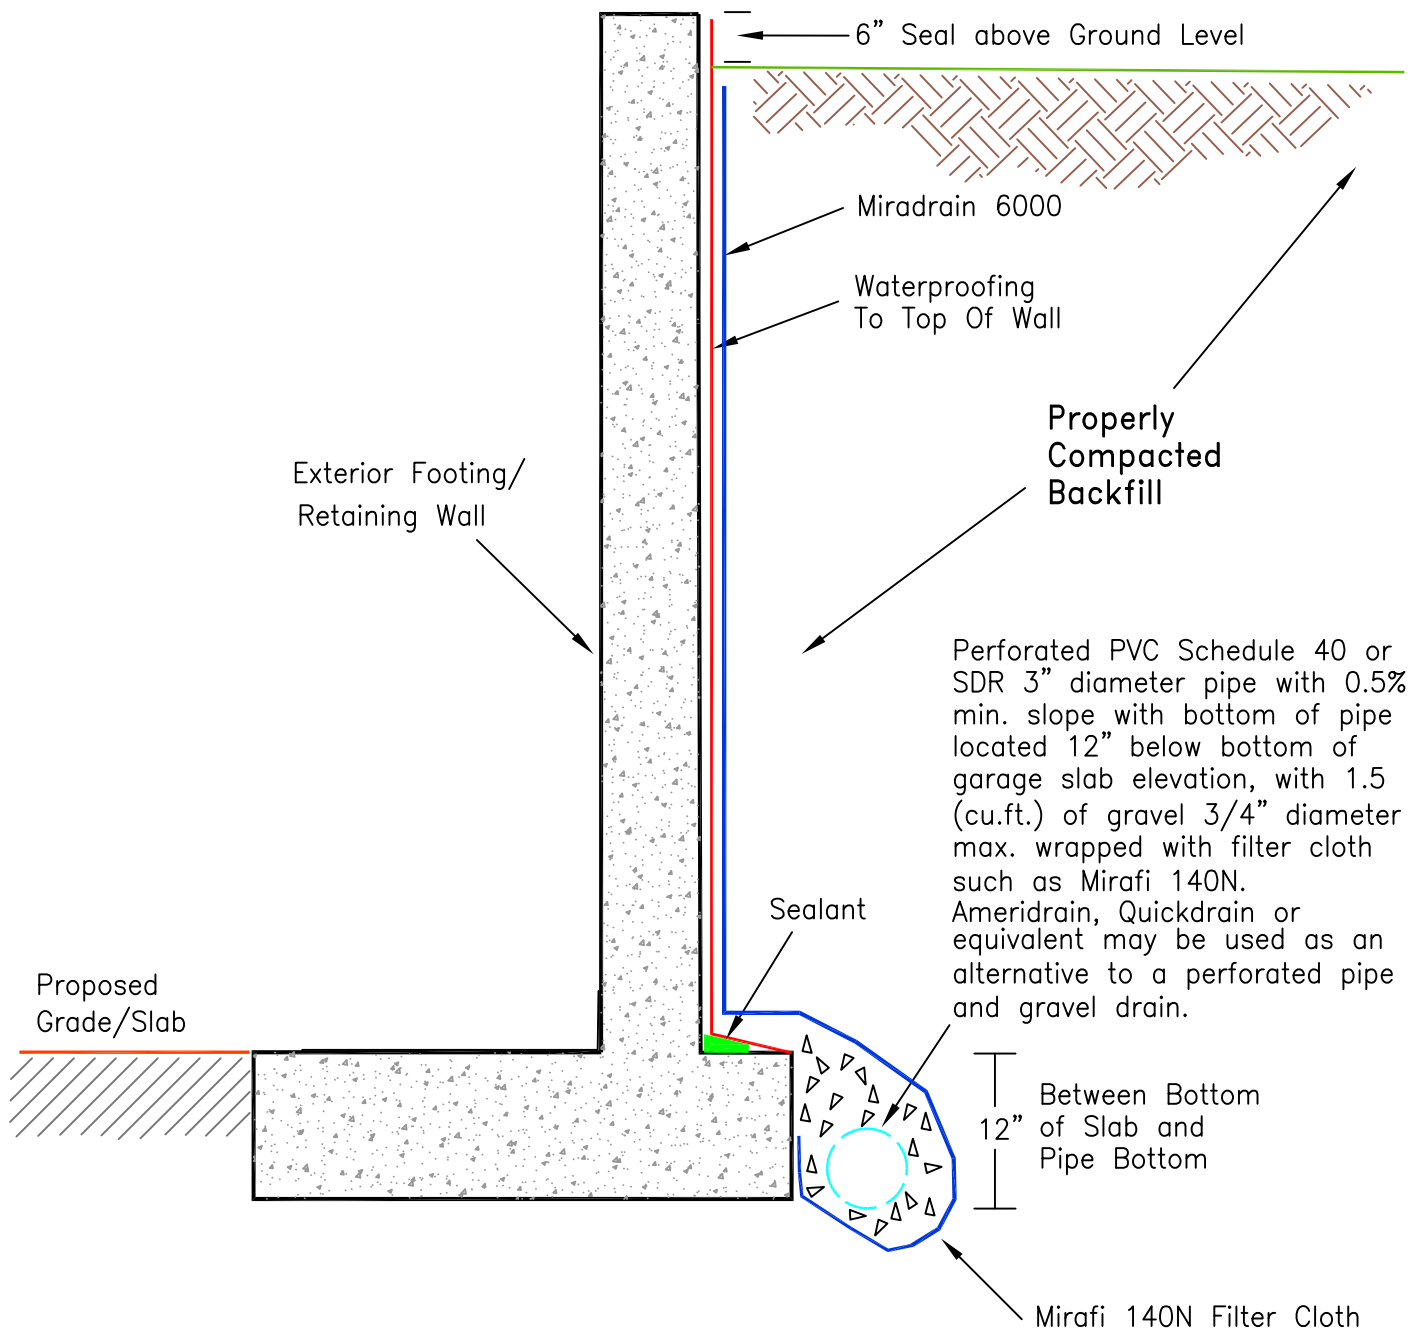 6” Seal above Ground Level
Miradrain 6000
Waterproofing
To Top Of Wall
Properly
Compacted
Backfill
Exterior Footing/
Retaining Wall
Perforated PVC Schedule 40 or
SDR 3” diameter pipe with 0.5%
min. slope with bottom of pipe
located 12” below bottom of
garage slab elevation, with 1.5
(cu.ft.) of gravel 3/4” diameter
max. wrapped with filter cloth
such as Mirafi 140N.
Ameridrain, Quickdrain or
equivalent may be used as an
alternative to a perforated pipe
and gravel drain.
Sealant
Proposed
Grade/Slab
12”
Between Bottom
of Slab and
Pipe Bottom
Mirafi 140N Filter Cloth